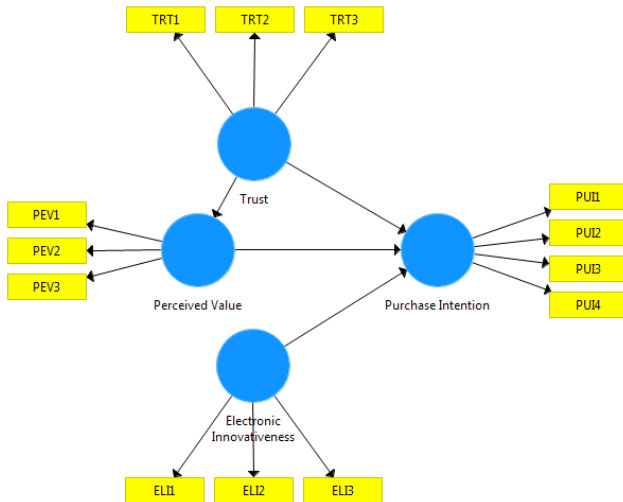 TRT1
TRT2
TRT3
Trust
PEV1
PEV2
PEV3
Perceived Value
PUI1
PUI2
PUI3
PUI4
Purchase Intention
Electronic
Innovativeness
ELI1
ELI2
ELI3